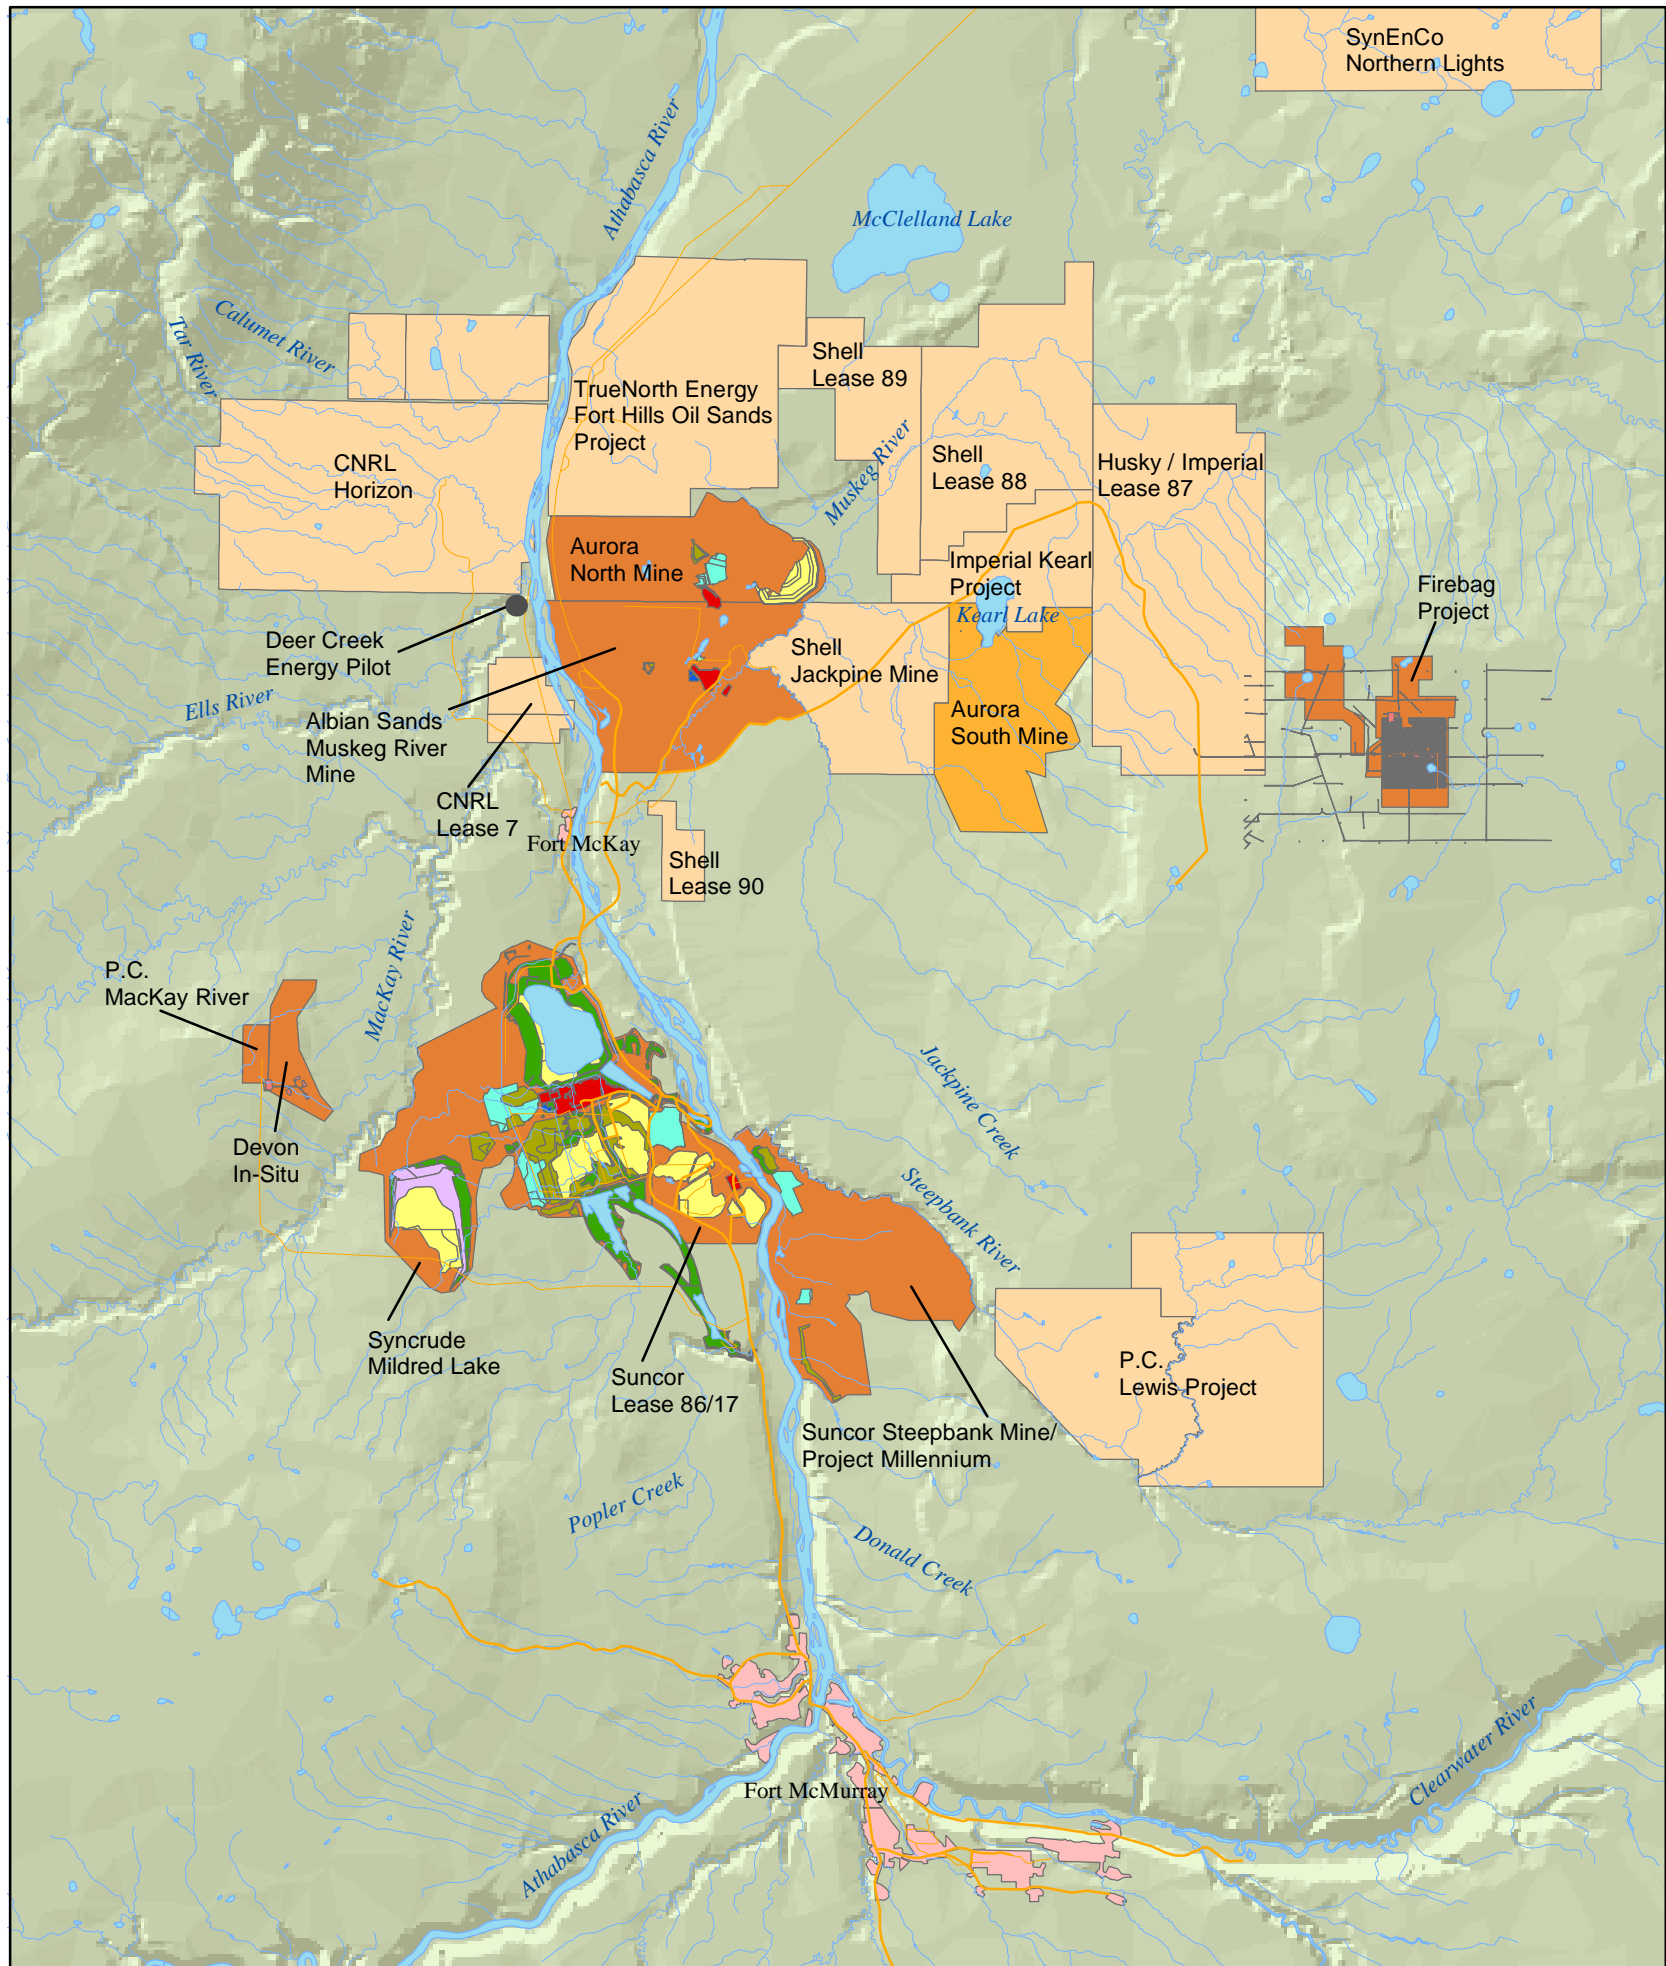 SynEnCo
Northern Lights
Athabasca River
McClelland Lake
Calumet River
Tar River
Shell
Lease 89
TrueNorth Energy
Fort Hills Oil Sands
Project
Muskeg River
CNRL
Horizon
Shell
Lease 88
Husky / Imperial
Lease 87
Aurora
North Mine
Imperial Kearl
Project
Kearl Lake
Firebag
Project
Deer Creek
Energy Pilot
Shell
Jackpine Mine
Ells River
Albian Sands
Muskeg River
Mine
Aurora
South Mine
CNRL
Lease 7
Fort McKay
Shell
Lease 90
P.C.
MacKay River
MacKay River
Jackpine Creek
Devon
In-Situ
Steepbank River
Syncrude
Mildred Lake
Suncor
Lease 86/17
P.C.
Lewis Project
Suncor Steepbank Mine/
Project Millennium
Popler Creek
Donald Creek
Fort McMurray
Clearwater River
Athabasca River